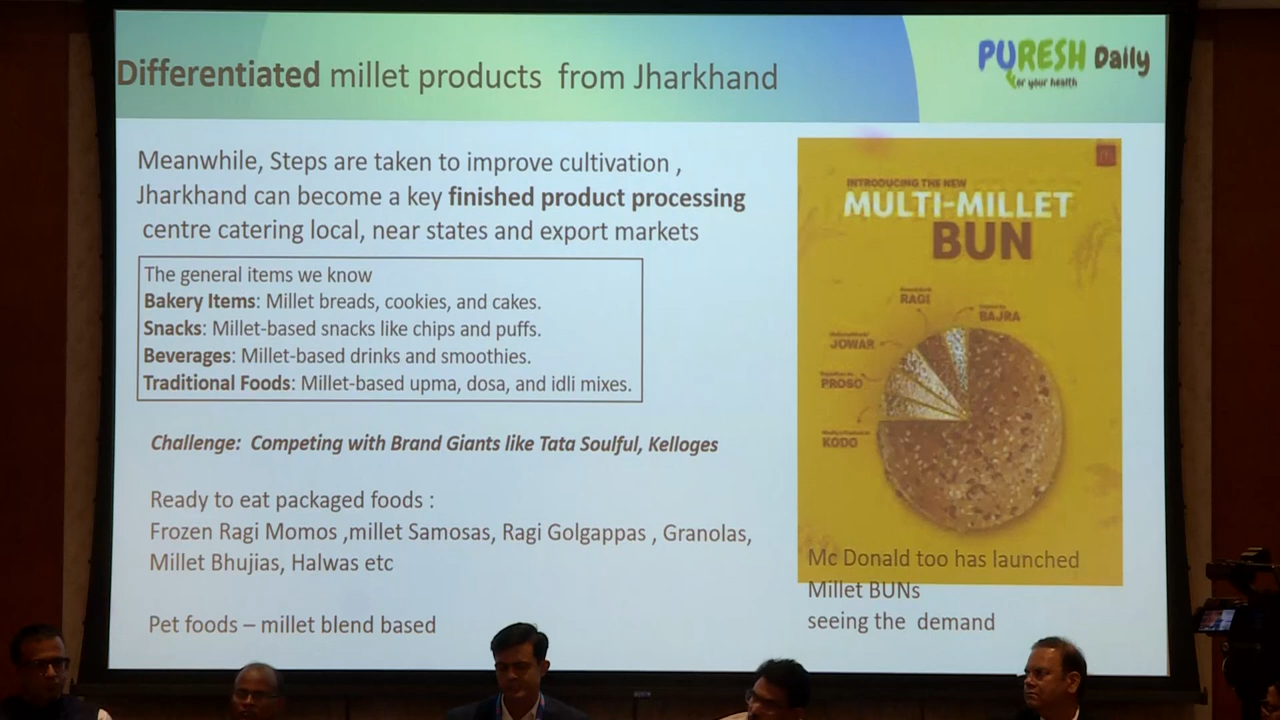 Differentiated millet products from Jharkhand
PURESH Daily
for your health
Meanwhile, Steps are taken to improve cultivation ,
Jharkhand can become a key finished product processing
centre catering local, near states and export markets
The general items we know
Bakery Items: Millet breads, cookies, and cakes.
Snacks: Millet-based snacks like chips and puffs.
Beverages: Millet-based drinks and smoothies.
Traditional Foods: Millet-based upma, dosa, and idli mixes.
Challenge: Competing with Brand Giants like Tata Soulful, Kelloges
Ready to eat packaged foods :
Frozen Ragi Momos ,millet Samosas, Ragi Golgappas , Granolas,
Millet Bhujias, Halwas etc
Pet foods – millet blend based
INTRODUCING THE NEW
MULTI-MILLET
BUN
RAGI
BAJRA
JOWAR
PROSO
KODO
Mc Donald too has launched
Millet BUNs
seeing the demand